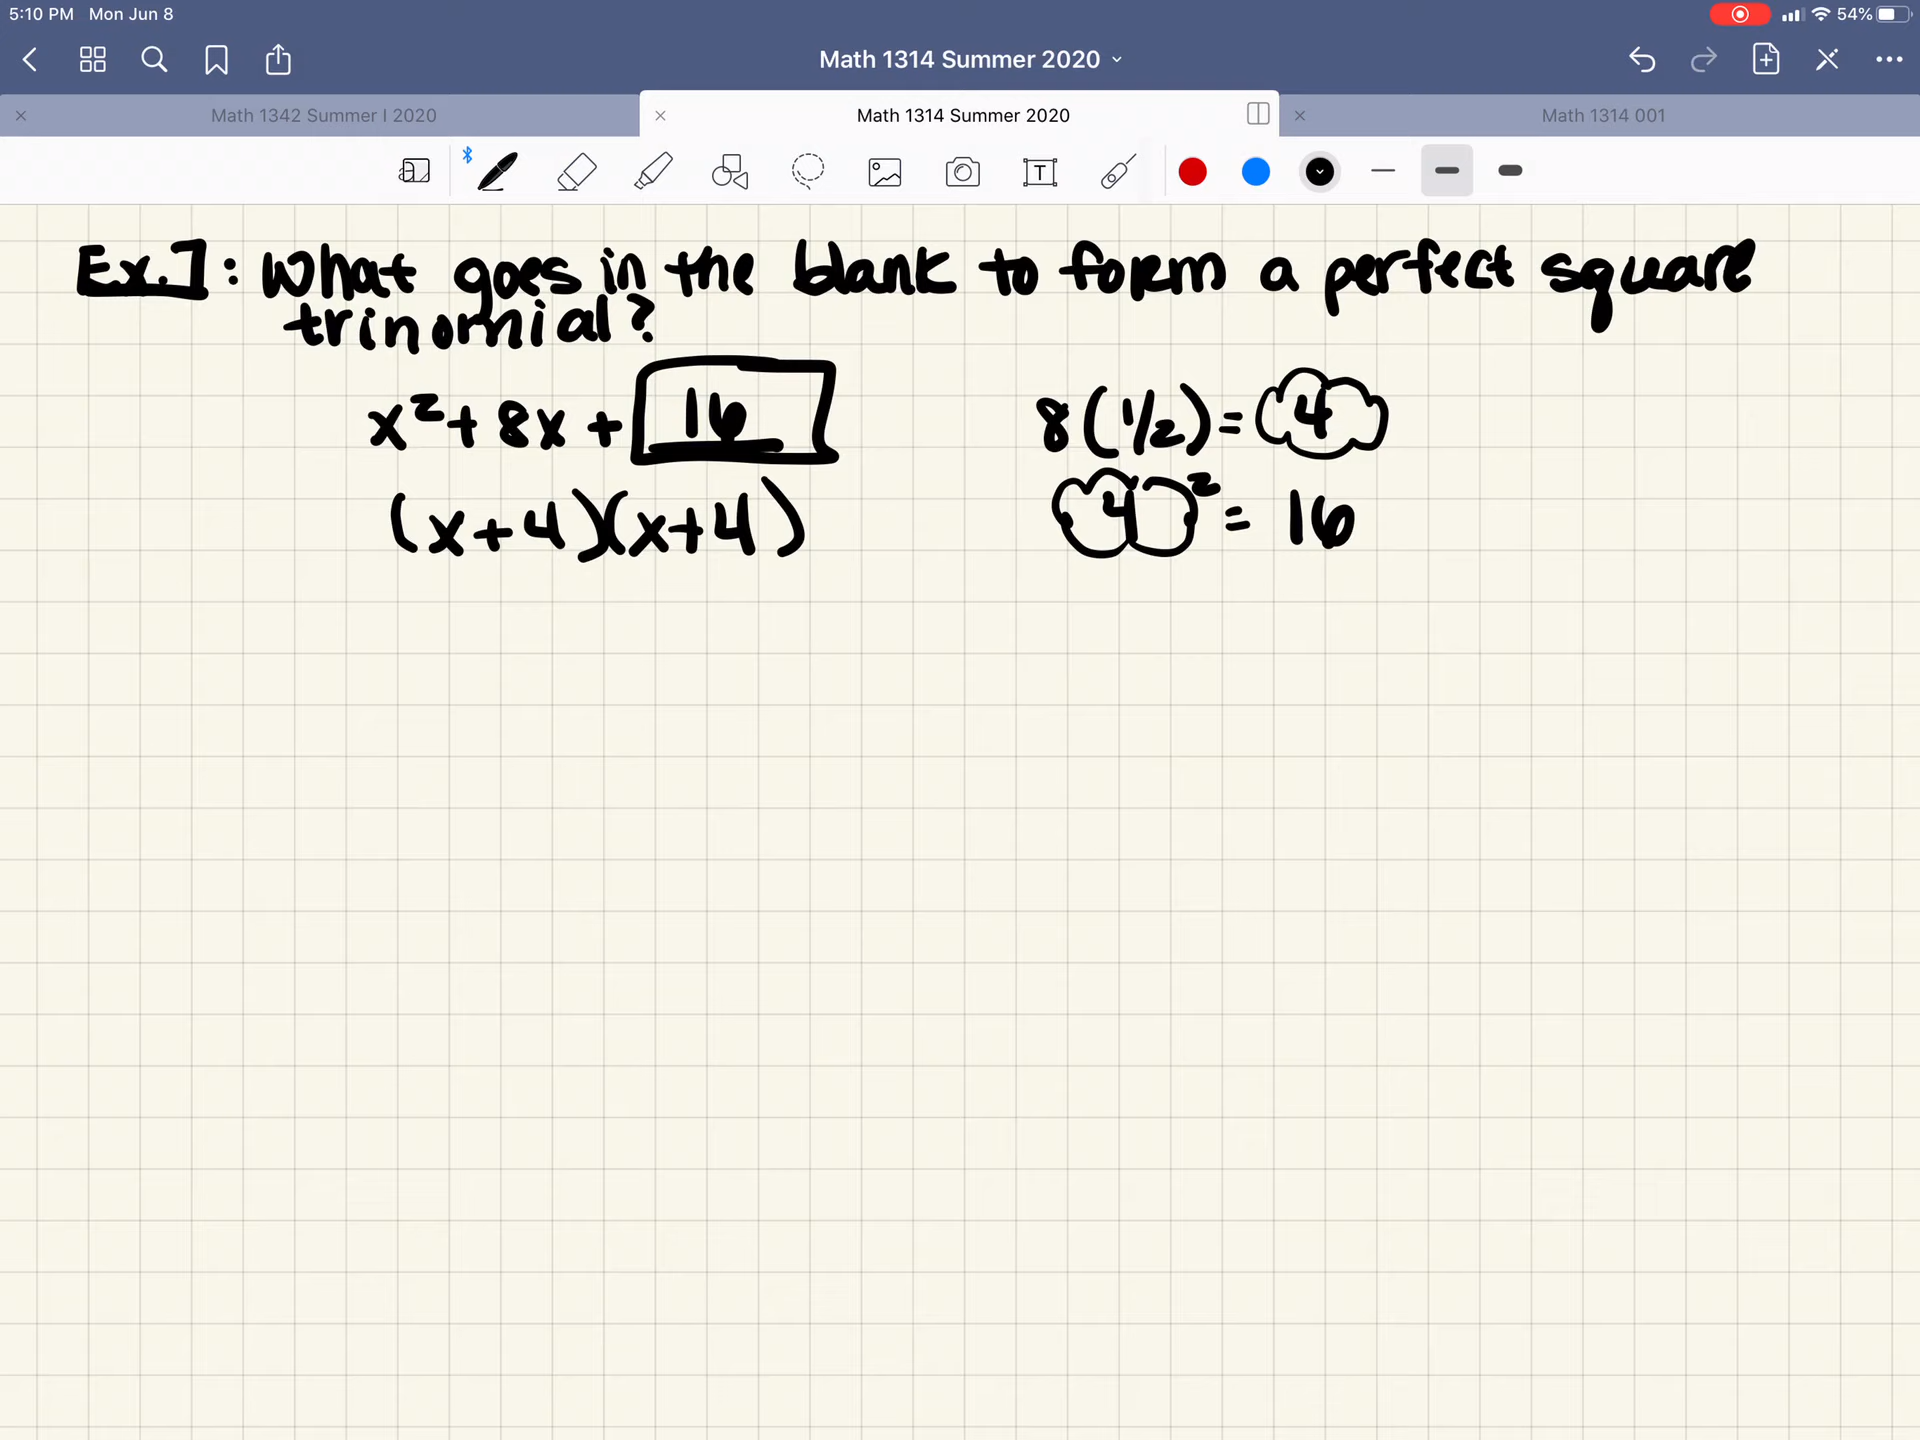 5:10 PM Mon Jun 8
54%
Math 1314 Summer 2020
Math 1342 Summer I 2020
Math 1314 Summer 2020
Math 1314 001
Ex.]: What goes in the blank to form a perfect square
trinomial?
x² + 8x + 16
8(1/2) = 4
(x+4)(x+4)
(4)² = 16